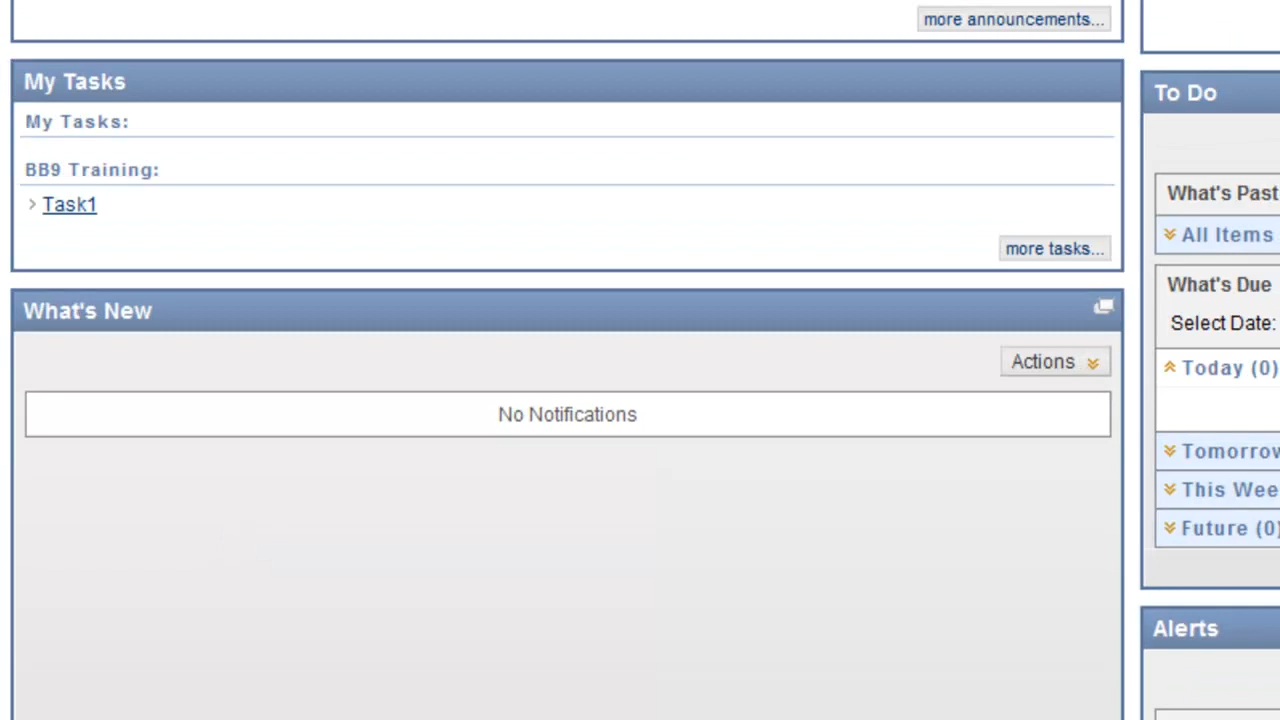 more announcements...
My Tasks
My Tasks:
BB9 Training:
Task1
more tasks...
What's New
Actions
No Notifications
To Do
What's Past
All Items
What's Due
Select Date:
Today (0)
Tomorrow
This Wee
Future (0)
Alerts